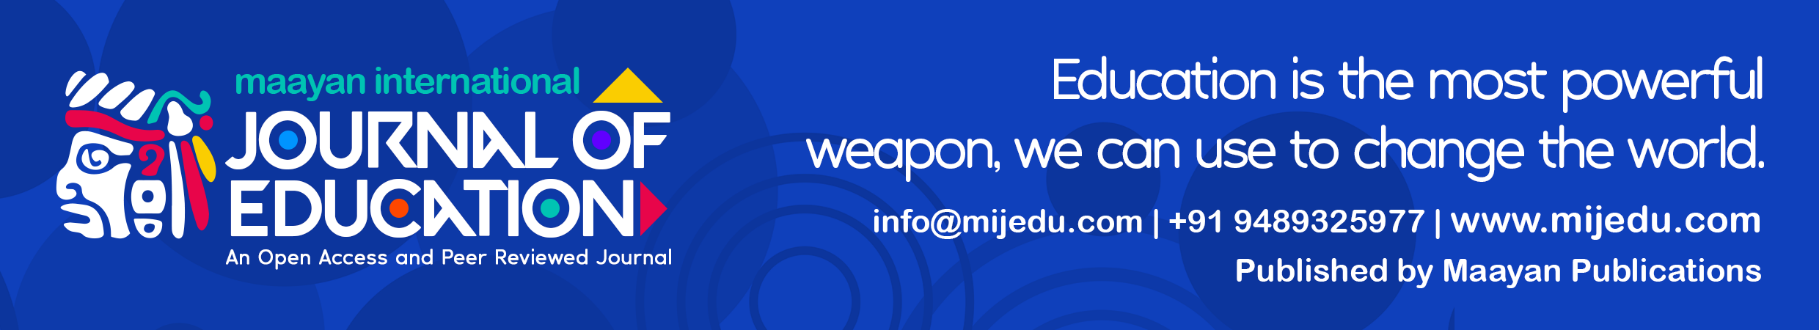 maayan international
JOURNAL OF
EDUCATION
An Open Access and Peer Reviewed Journal
Education is the most powerful
weapon, we can use to change the world.
info@mijedu.com | +91 9489325977 | www.mijedu.com
Published by Maayan Publications